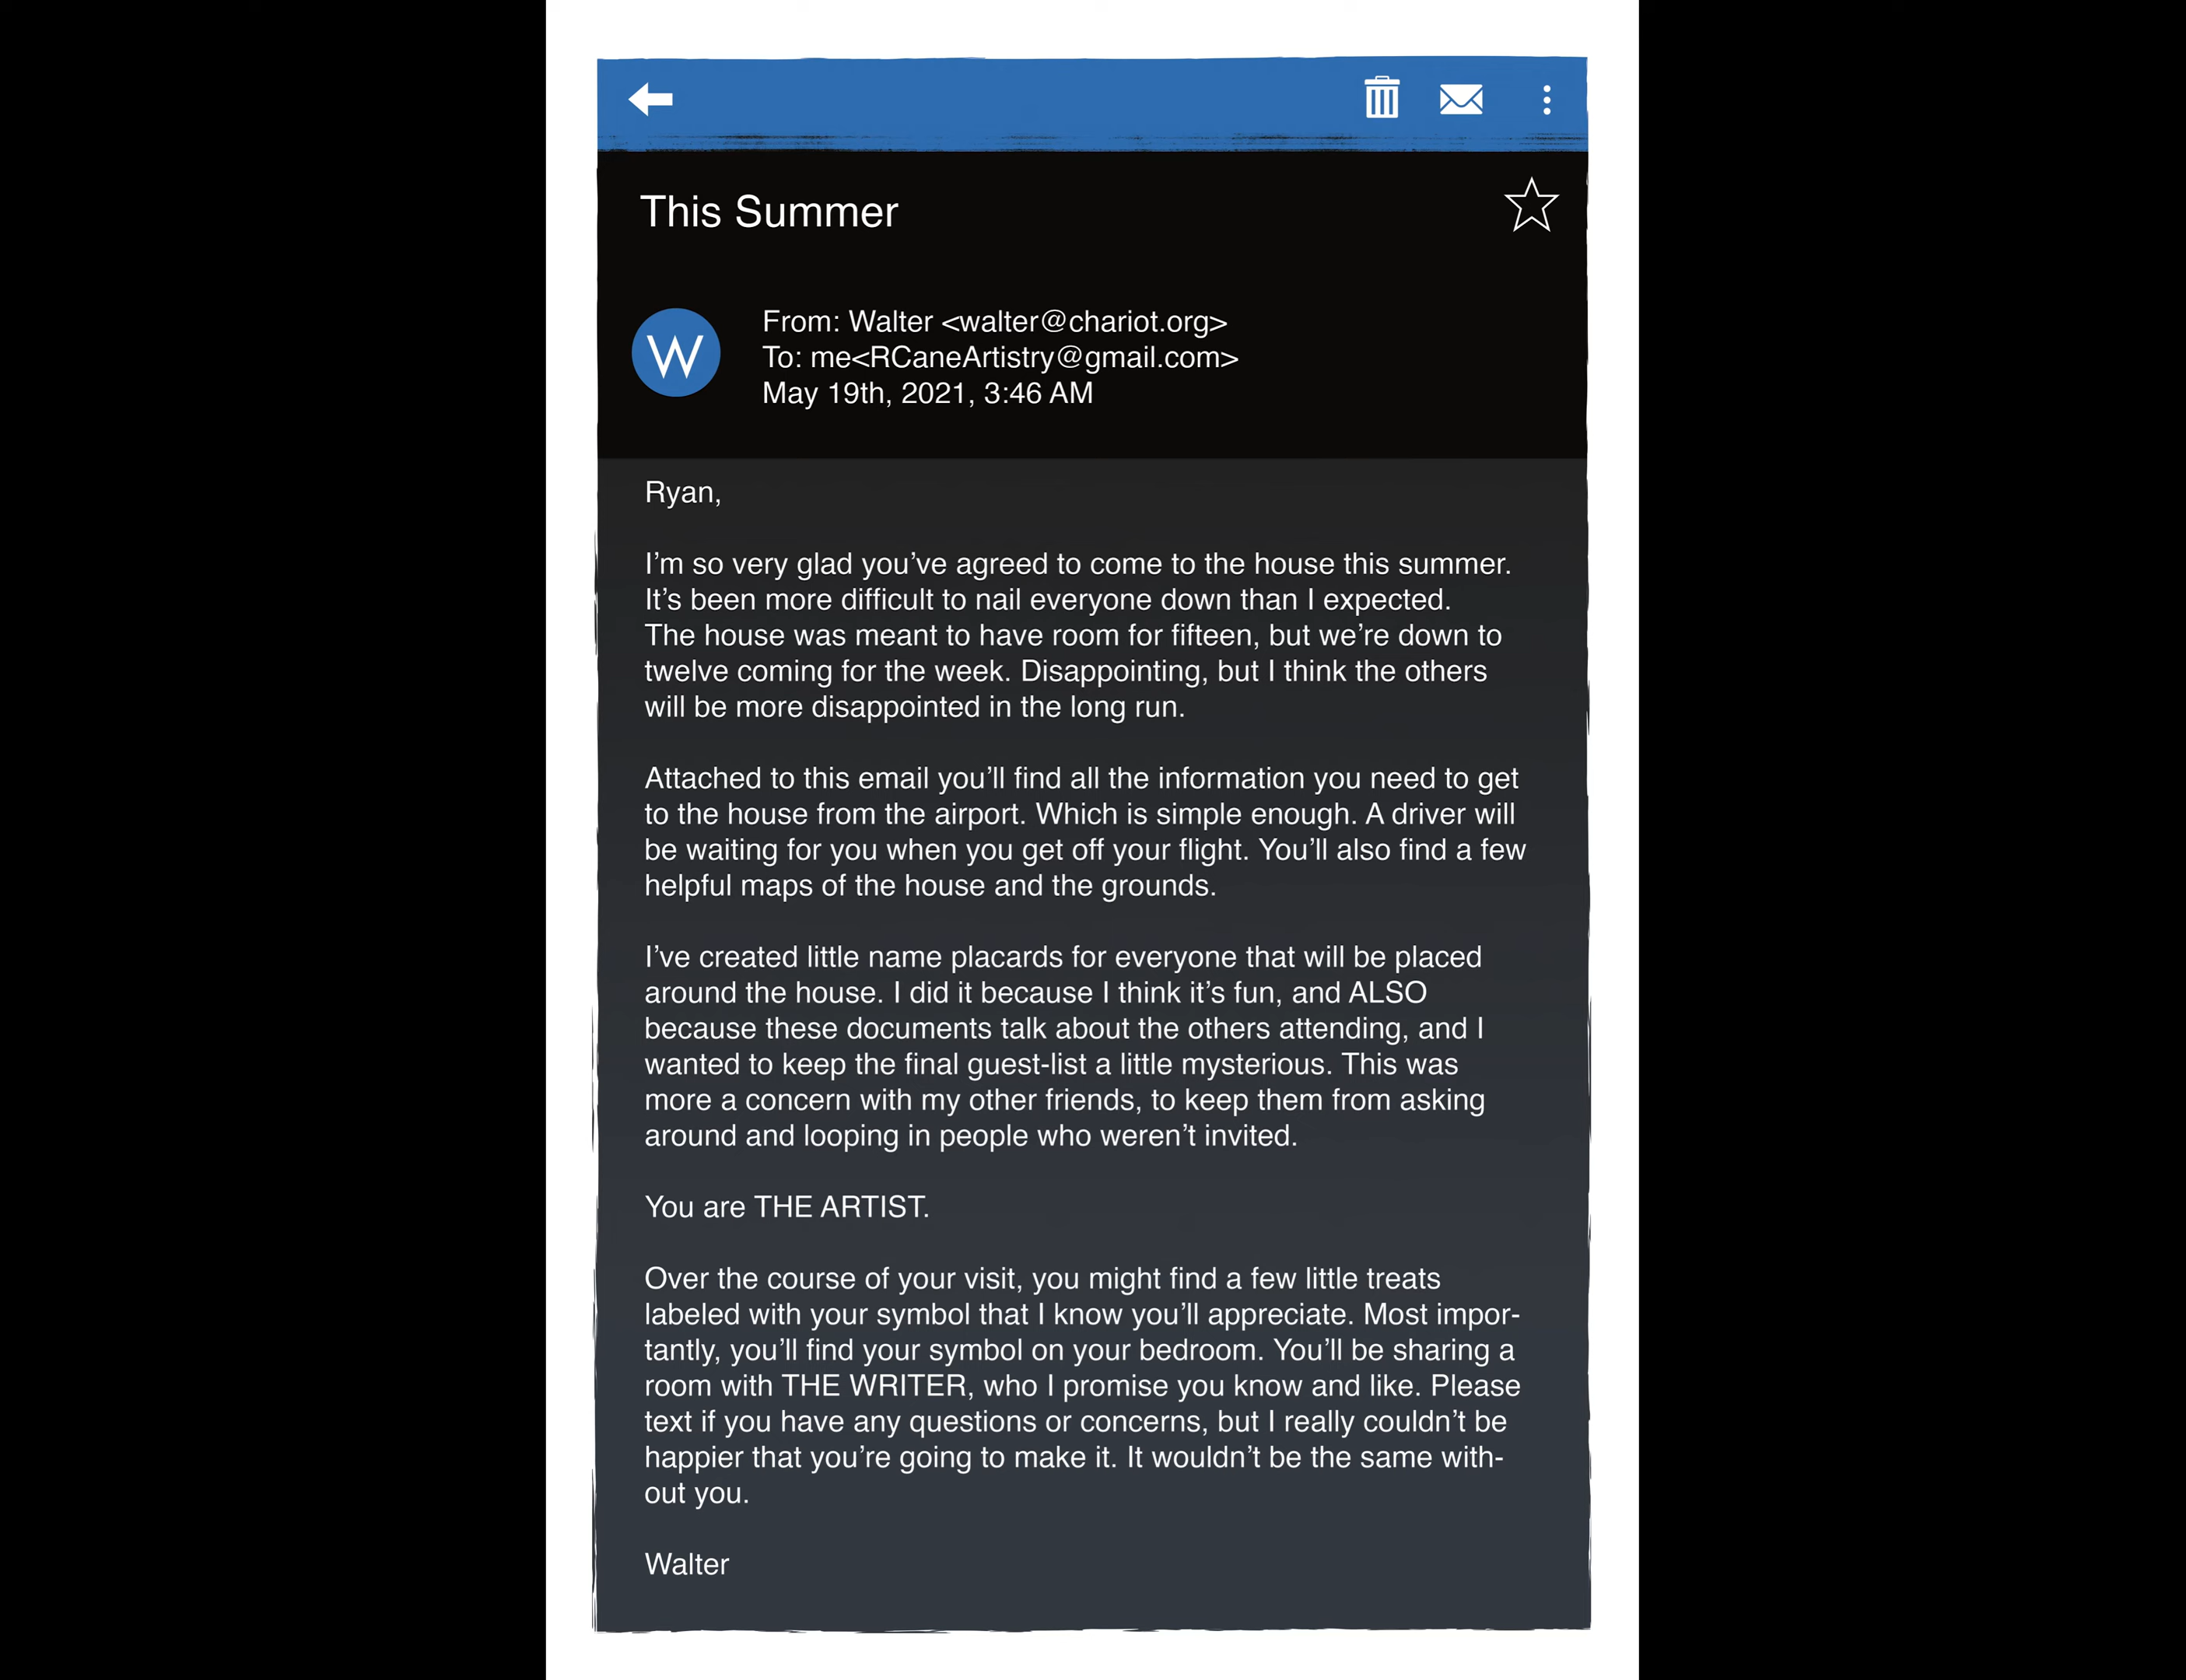 This Summer
W
From: Walter <walter@chariot.org>
To: me<RCaneArtistry@gmail.com>
May 19th, 2021, 3:46 AM
Ryan,
I’m so very glad you’ve agreed to come to the house this summer.
It’s been more difficult to nail everyone down than I expected.
The house was meant to have room for fifteen, but we’re down to
twelve coming for the week. Disappointing, but I think the others
will be more disappointed in the long run.
Attached to this email you’ll find all the information you need to get
to the house from the airport. Which is simple enough. A driver will
be waiting for you when you get off your flight. You’ll also find a few
helpful maps of the house and the grounds.
I’ve created little name placards for everyone that will be placed
around the house. I did it because I think it’s fun, and ALSO
because these documents talk about the others attending, and I
wanted to keep the final guest-list a little mysterious. This was
more a concern with my other friends, to keep them from asking
around and looping in people who weren’t invited.
You are THE ARTIST.
Over the course of your visit, you might find a few little treats
labeled with your symbol that I know you’ll appreciate. Most impor-
tantly, you’ll find your symbol on your bedroom. You’ll be sharing a
room with THE WRITER, who I promise you know and like. Please
text if you have any questions or concerns, but I really couldn’t be
happier that you’re going to make it. It wouldn’t be the same with-
out you.
Walter